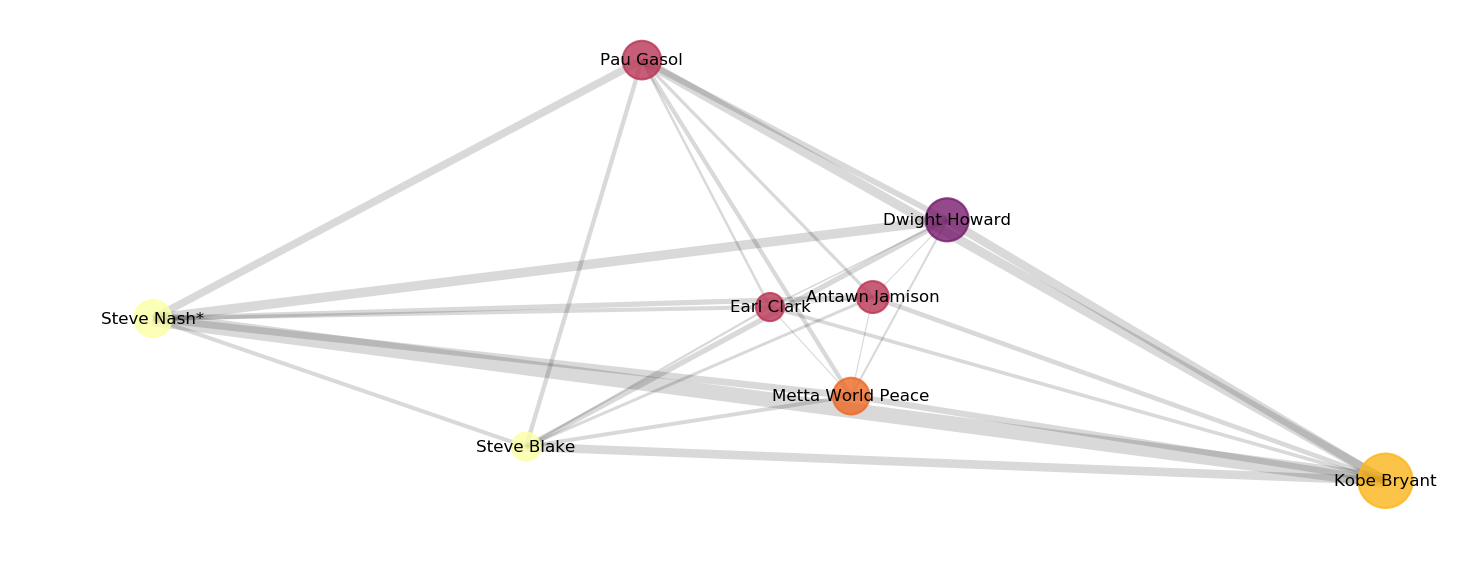 Pau Gasol
Dwight Howard
Antawn Jamison
Earl Clark
Steve Nash*
Metta World Peace
Steve Blake
Kobe Bryant